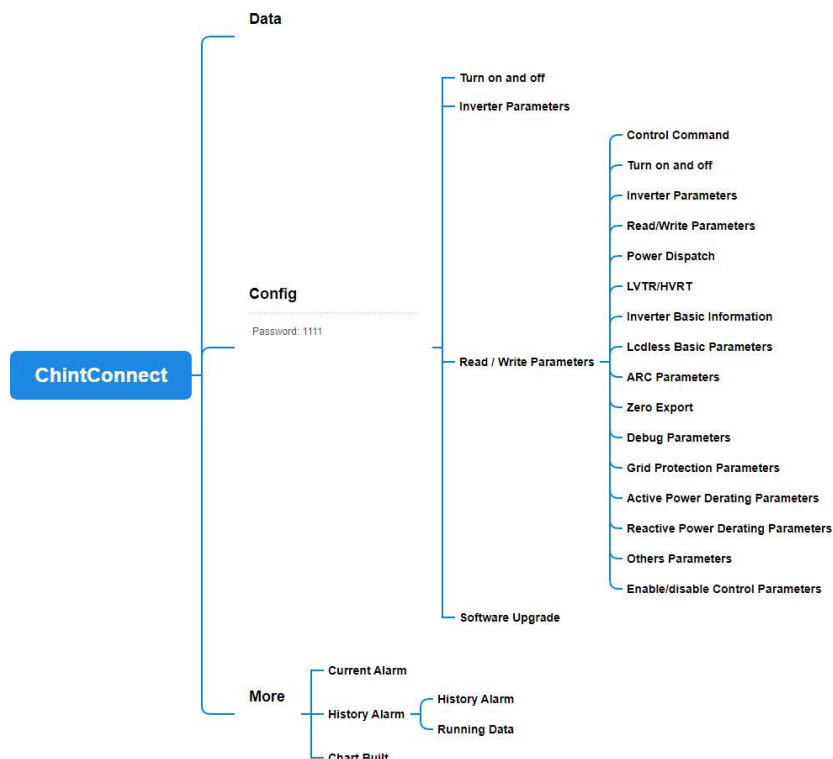 Data
Turn on and off
Inverter Parameters
Control Command
Turn on and off
Inverter Parameters
Read/Write Parameters
Power Dispatch
LVTR/HVRT
Config
Inverter Basic Information
Password: 1111
Lcdless Basic Parameters
Read / Write Parameters
ChintConnect
ARC Parameters
Zero Export
Debug Parameters
Grid Protection Parameters
Active Power Derating Parameters
Reactive Power Derating Parameters
Others Parameters
Enable/disable Control Parameters
Software Upgrade
Current Alarm
More
History Alarm
History Alarm
Running Data
Chart Built